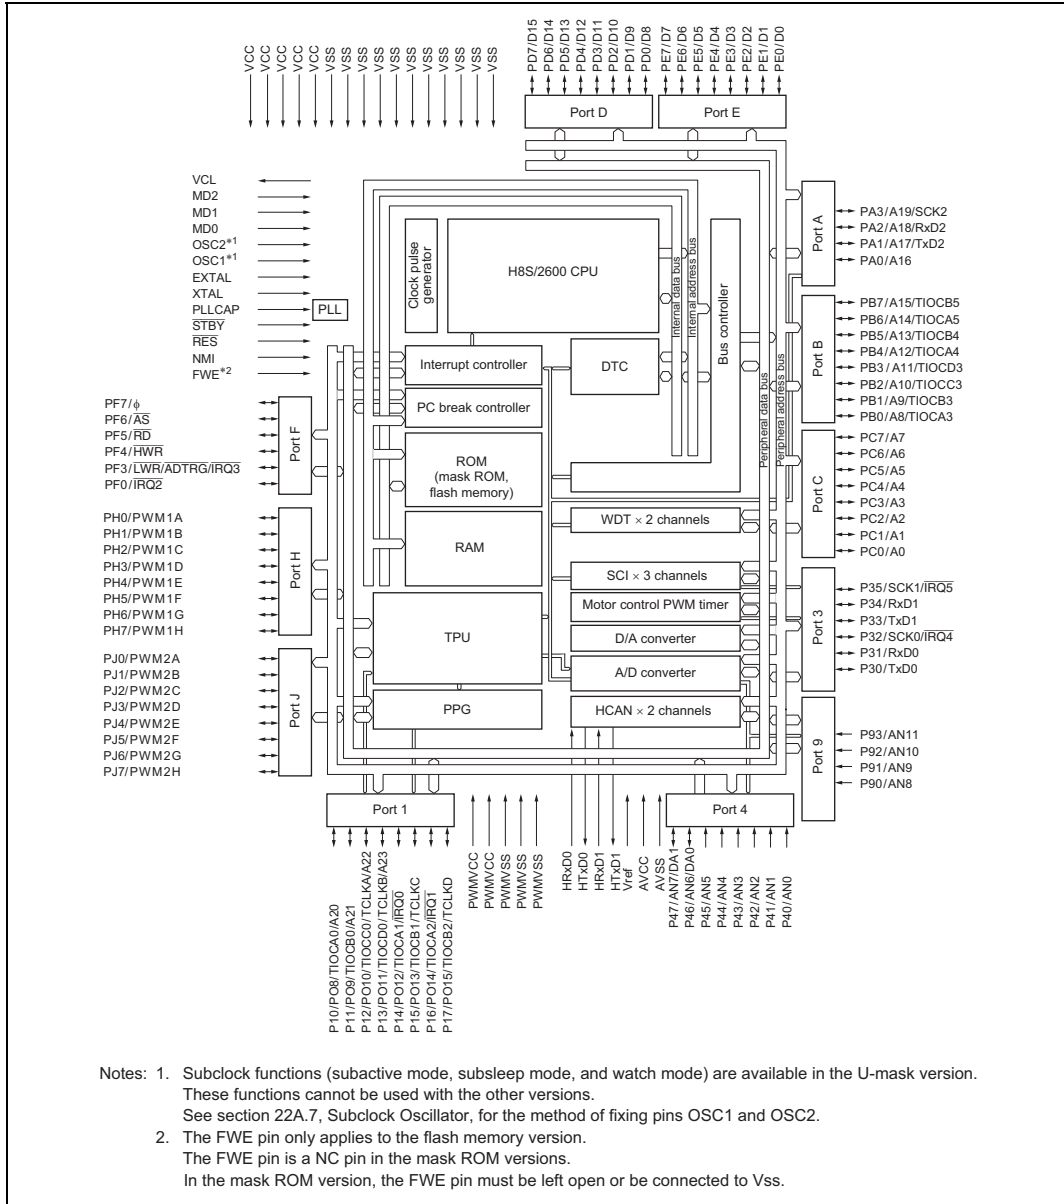 VCC
VCC
VCC
VCC
VCC
VSS
VSS
VSS
VSS
VSS
VSS
VSS
VSS
VSS
VSS
VSS
PD7/D15
PD6/D14
PD5/D13
PD4/D12
PD3/D11
PD2/D10
PD1/D9
PD0/D8
PE7/D7
PE6/D6
PE5/D5
PE4/D4
PE3/D3
PE2/D2
PE1/D1
PE0/D0
Port D
Port E
VCL
MD2
MD1
MD0
OSC2*1
OSC1*1
EXTAL
XTAL
PLLCAP
STBY
RES
NMI
FWE*2
PLL
Clock pulse
generator
H8S/2600 CPU
Internal data bus
Internal address bus
Bus controller
Peripheral data bus
Peripheral address bus
Interrupt controller
PC break controller
DTC
ROM
(mask ROM,
flash memory)
RAM
WDT × 2 channels
SCI × 3 channels
Motor control PWM timer
D/A converter
A/D converter
HCAN × 2 channels
TPU
PPG
Port A
PA3/A19/SCK2
PA2/A18/RxD2
PA1/A17/TxD2
PA0/A16
Port B
PB7/A15/TIOCB5
PB6/A14/TIOCA5
PB5/A13/TIOCB4
PB4/A12/TIOCA4
PB3/A11/TIOCD3
PB2/A10/TIOCC3
PB1/A9/TIOCB3
PB0/A8/TIOCA3
Port C
PC7/A7
PC6/A6
PC5/A5
PC4/A4
PC3/A3
PC2/A2
PC1/A1
PC0/A0
Port 3
P35/SCK1/IRQ5
P34/RxD1
P33/TxD1
P32/SCK0/IRQ4
P31/RxD0
P30/TxD0
Port 9
P93/AN11
P92/AN10
P91/AN9
P90/AN8
PF7/ϕ
PF6/AS
PF5/RD
PF4/HWR
PF3/LWR/ADTRG/IRQ3
PF0/IRQ2
Port F
PH0/PWM1A
PH1/PWM1B
PH2/PWM1C
PH3/PWM1D
PH4/PWM1E
PH5/PWM1F
PH6/PWM1G
PH7/PWM1H
Port H
PJ0/PWM2A
PJ1/PWM2B
PJ2/PWM2C
PJ3/PWM2D
PJ4/PWM2E
PJ5/PWM2F
PJ6/PWM2G
PJ7/PWM2H
Port J
Port 1
Port 4
P10/PO8/TIOCA0/A20
P11/PO9/TIOCB0/A21
P12/PO10/TIOCC0/TCLKA/A22
P13/PO11/TIOCD0/TCLKB/A23
P14/PO12/TIOCA1/IRQ0
P15/PO13/TIOCB1/TCLKC
P16/PO14/TIOCA2/IRQ1
P17/PO15/TIOCB2/TCLKD
PWMVCC
PWMVCC
PWMVSS
PWMVSS
PWMVSS
HRxD0
HTxD0
HRxD1
HTxD1
Vref
AVCC
AVSS
P47/AN7/DA1
P46/AN6/DA0
P45/AN5
P44/AN4
P43/AN3
P42/AN2
P41/AN1
P40/AN0
Notes: 1. Subclock functions (subactive mode, subsleep mode, and watch mode) are available in the U-mask version.
These functions cannot be used with the other versions.
See section 22A.7, Subclock Oscillator, for the method of fixing pins OSC1 and OSC2.
2. The FWE pin only applies to the flash memory version.
The FWE pin is a NC pin in the mask ROM versions.
In the mask ROM version, the FWE pin must be left open or be connected to Vss.